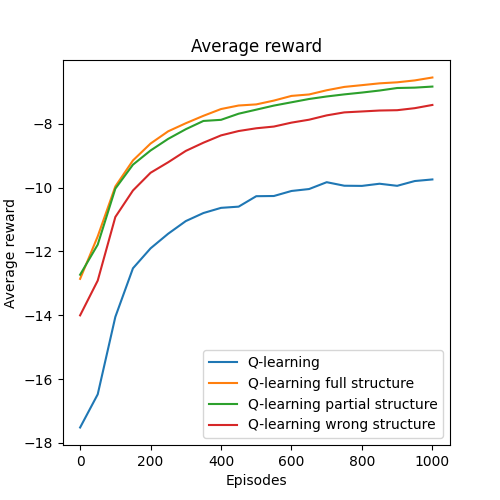 Average reward
Average reward
−8
−10
−12
−14
−16
−18
0
200
400
600
800
1000
Episodes
Q-learning
Q-learning full structure
Q-learning partial structure
Q-learning wrong structure